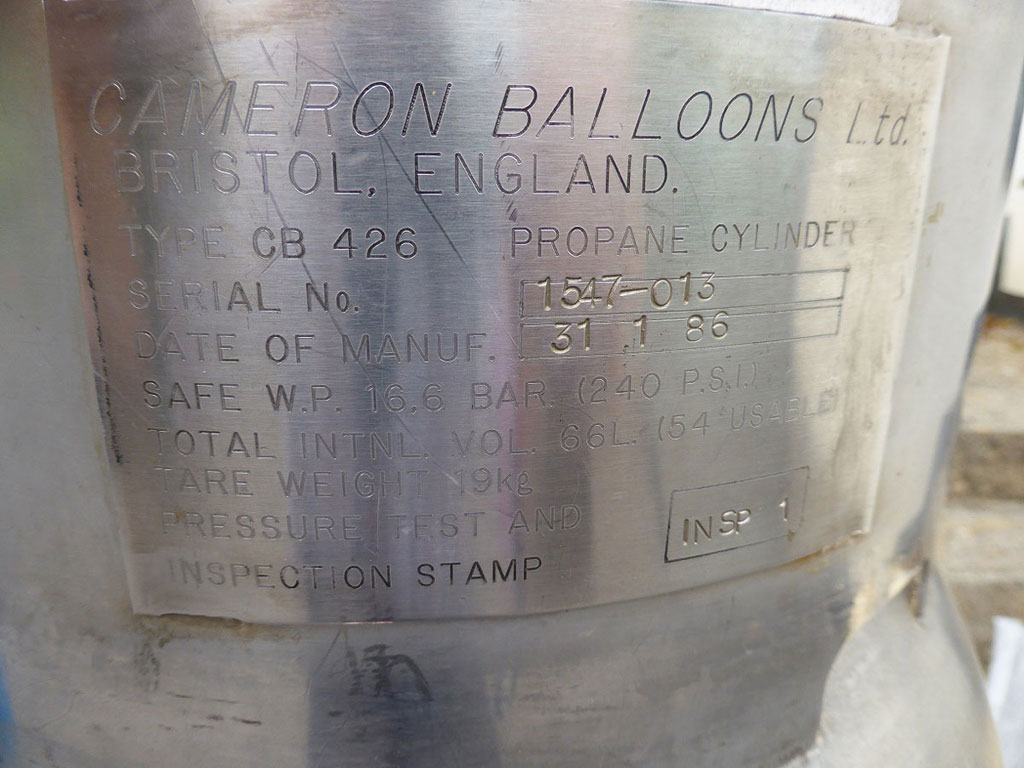 CAMERON BALLOONS Ltd.
BRISTOL, ENGLAND.
TYPE CB 426 PROPANE CYLINDER
SERIAL No. 1547-013
DATE OF MANUF. 31 1 86
SAFE W.P. 16,6 BAR. (240 P.S.I.)
TOTAL INTNL. VOL. 66L. (54 USABLE)
TARE WEIGHT 19kg
PRESSURE TEST AND
INSPECTION STAMP INSP 1